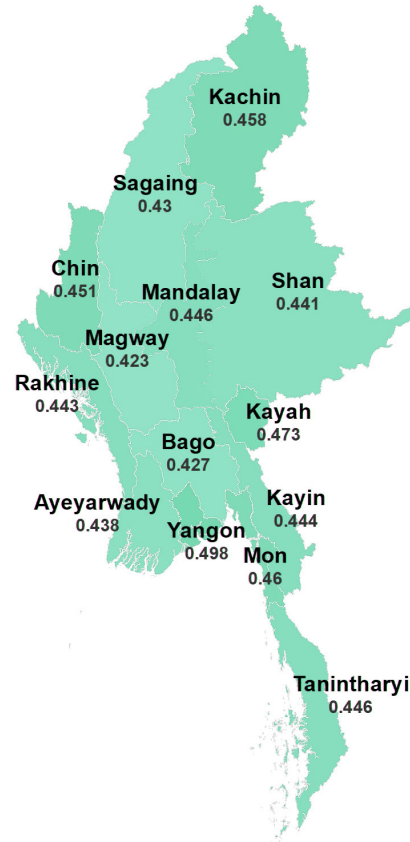 Kachin
0.458
Sagaing
0.43
Chin
0.451
Mandalay
0.446
Shan
0.441
Magway
0.423
Rakhine
0.443
Kayah
0.473
Bago
0.427
Ayeyarwady
0.438
Kayin
0.444
Yangon
0.498
Mon
0.46
Tanintharyi
0.446